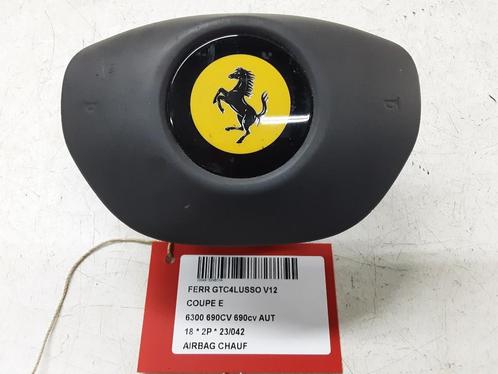 FERR GTC4LUSSO V12
COUPE E
6300 690CV 690cv AUT
18 * 2P * 23/042
AIRBAG CHAUF